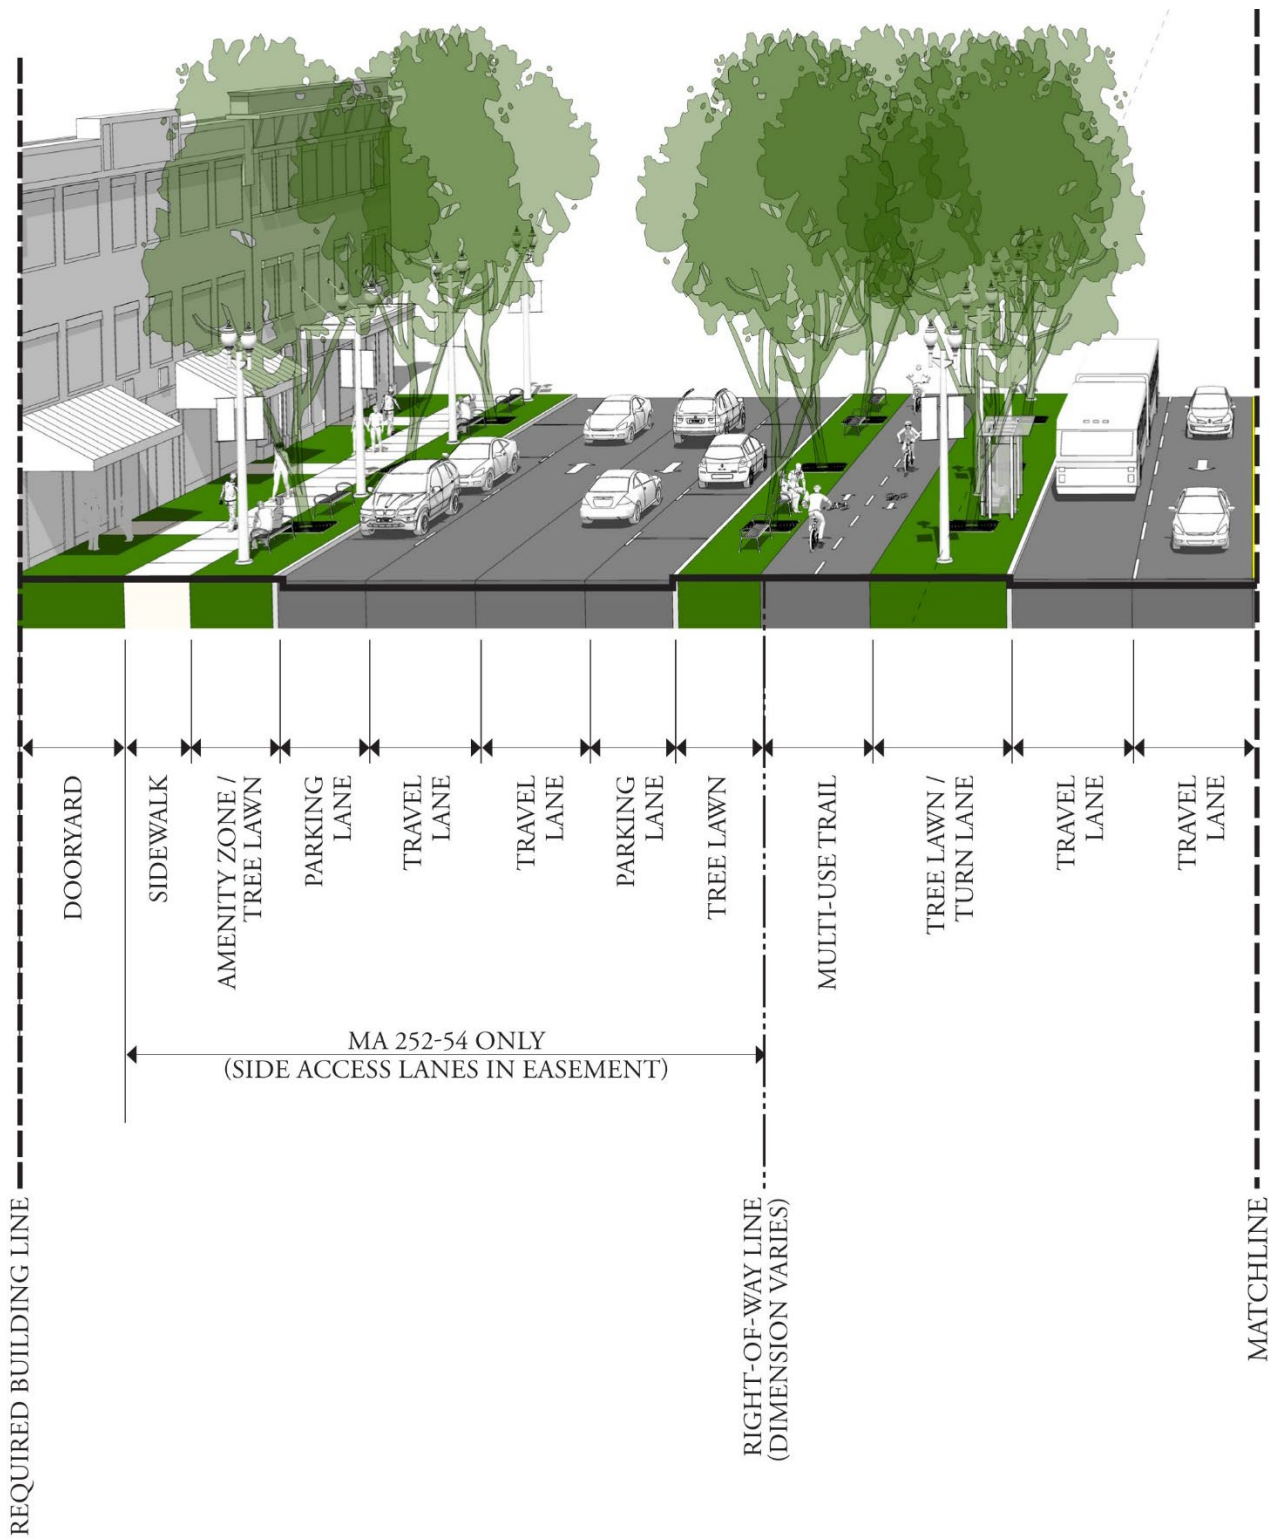 DOORYARD
SIDEWALK
AMENITY ZONE /
TREE LAWN
PARKING
LANE
TRAVEL
LANE
TRAVEL
LANE
PARKING
LANE
TREE LAWN
MULTI-USE TRAIL
TREE LAWN /
TURN LANE
TRAVEL
LANE
TRAVEL
LANE
MA 252-54 ONLY
(SIDE ACCESS LANES IN EASEMENT)
REQUIRED BUILDING LINE
RIGHT-OF-WAY LINE
(DIMENSION VARIES)
MATCHLINE